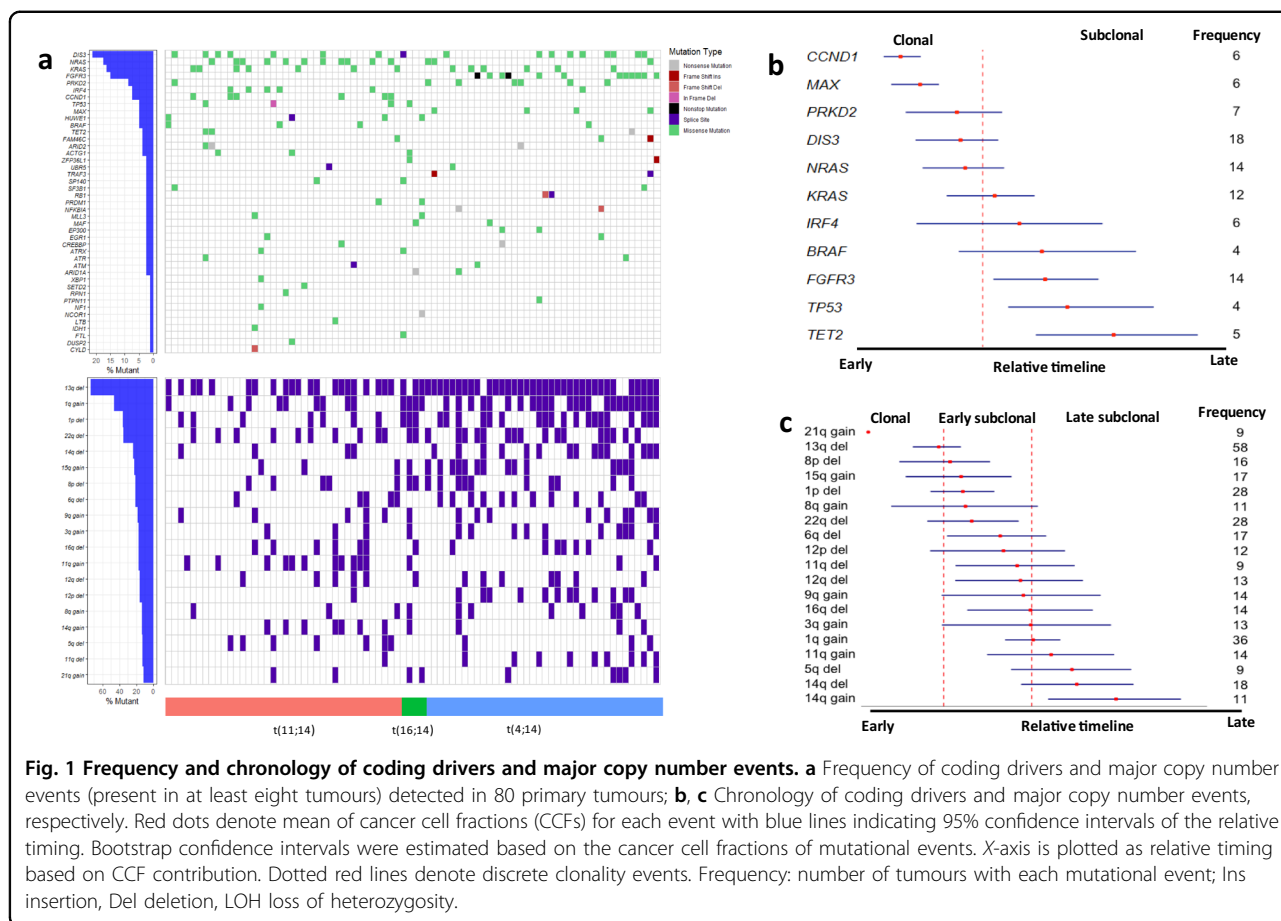 a
DIS3
NRAS
KRAS
FGFR3
PRKD2
IRF4
CCND1
TP53
MAX
HUWE1
BRAF
TET2
FAM46C
ARID2
ACTG1
ZFP36L1
UBR5
TRAF3
SP140
SF3B1
RB1
PRDM1
NFKBIA
MLL3
MAF
EP300
EGR1
CREBBP
ATRX
ATR
ATM
ARID1A
XBP1
SETD2
RPN1
PTPN11
NF1
NCOR1
LTB
IDH1
FTL
DUSP2
CYLD
20 15 10 5 0
% Mutant
Mutation Type
Nonsense Mutation
Frame Shift Ins
Frame Shift Del
In Frame Del
Nonstop Mutation
Splice Site
Missense Mutation
13q del
1q gain
1p del
22q del
14q del
15q gain
8p del
6q del
9q gain
3q gain
16q del
11q gain
12q del
12p del
8q gain
14q gain
5q del
11q del
21q gain
60 40 20 0
% Mutant
t(11;14) t(16;14) t(4;14)
b
Clonal Subclonal Frequency
CCND1 6
MAX 6
PRKD2 7
DIS3 18
NRAS 14
KRAS 12
IRF4 6
BRAF 4
FGFR3 14
TP53 4
TET2 5
Early Relative timeline Late
c
Clonal Early subclonal Late subclonal Frequency
21q gain 9
13q del 58
8p del 16
15q gain 17
1p del 28
8q gain 11
22q del 28
6q del 17
12p del 12
11q del 9
12q del 13
9q gain 14
16q del 14
3q gain 13
1q gain 36
11q gain 14
5q del 9
14q del 18
14q gain 11
Early Relative timeline Late
Fig. 1 Frequency and chronology of coding drivers and major copy number events. a Frequency of coding drivers and major copy number
events (present in at least eight tumours) detected in 80 primary tumours; b, c Chronology of coding drivers and major copy number events,
respectively. Red dots denote mean of cancer cell fractions (CCFs) for each event with blue lines indicating 95% confidence intervals of the relative
timing. Bootstrap confidence intervals were estimated based on the cancer cell fractions of mutational events. X-axis is plotted as relative timing
based on CCF contribution. Dotted red lines denote discrete clonality events. Frequency: number of tumours with each mutational event; Ins
insertion, Del deletion, LOH loss of heterozygosity.